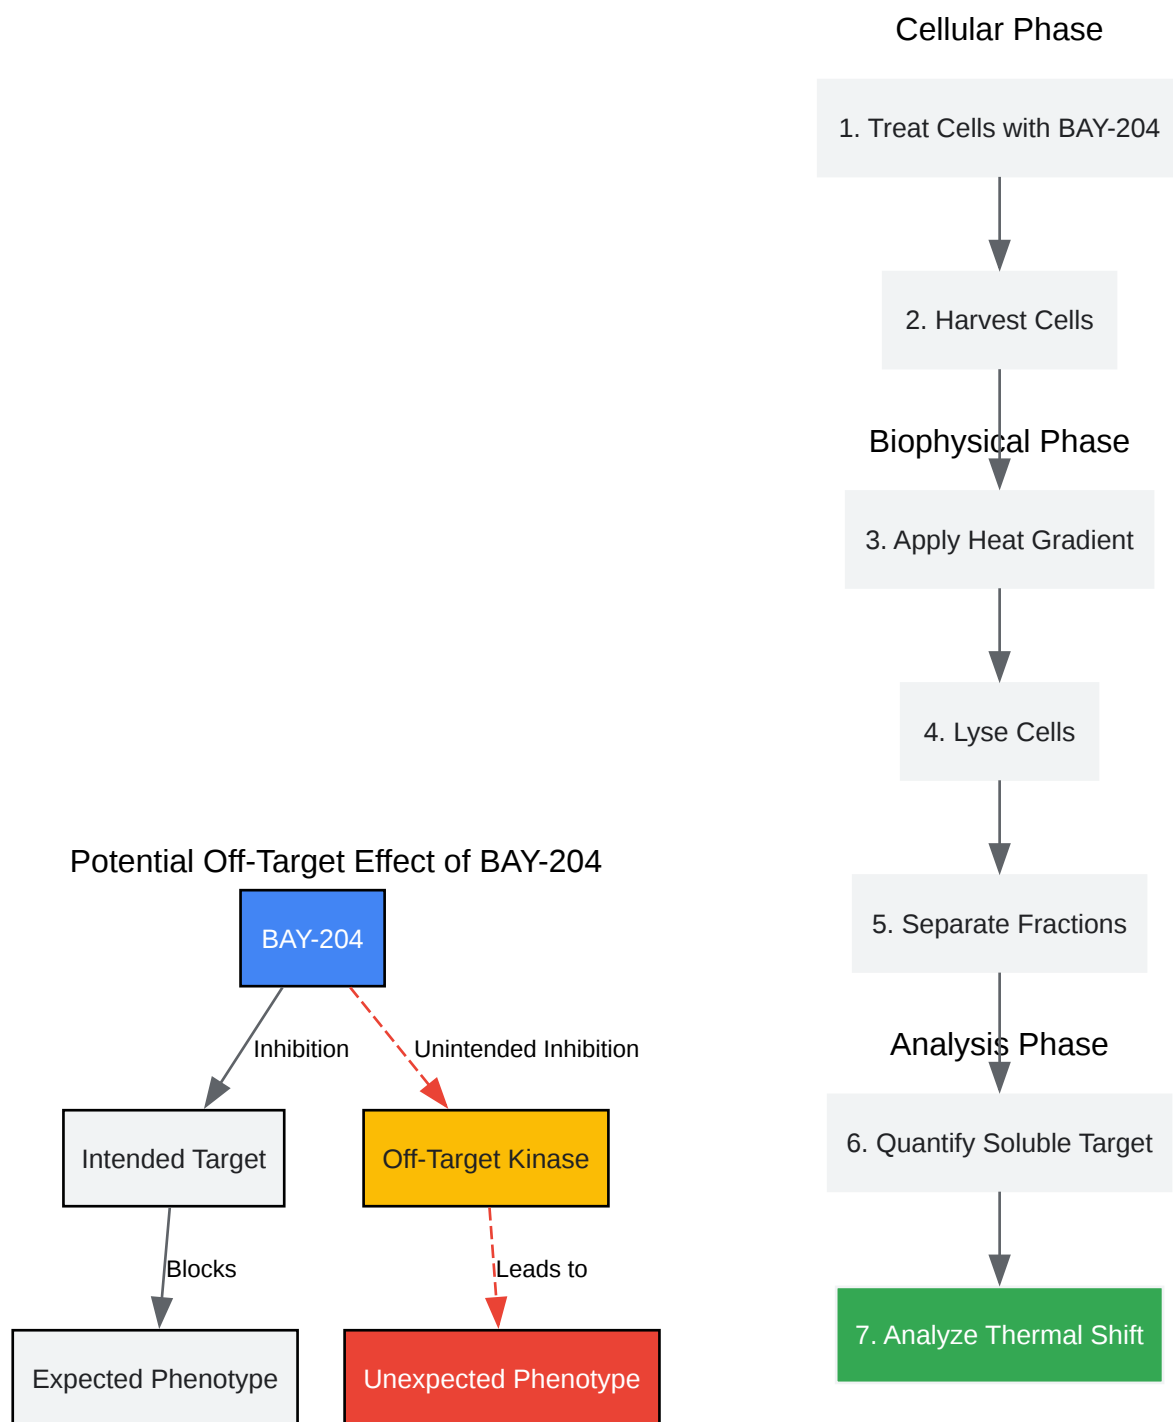 Cellular Phase
1. Treat Cells with BAY-204
2. Harvest Cells
Biophysical Phase
3. Apply Heat Gradient
4. Lyse Cells
5. Separate Fractions
Analysis Phase
6. Quantify Soluble Target
7. Analyze Thermal Shift
Potential Off-Target Effect of BAY-204
BAY-204
Inhibition
Unintended Inhibition
Intended Target
Off-Target Kinase
Blocks
Leads to
Expected Phenotype
Unexpected Phenotype